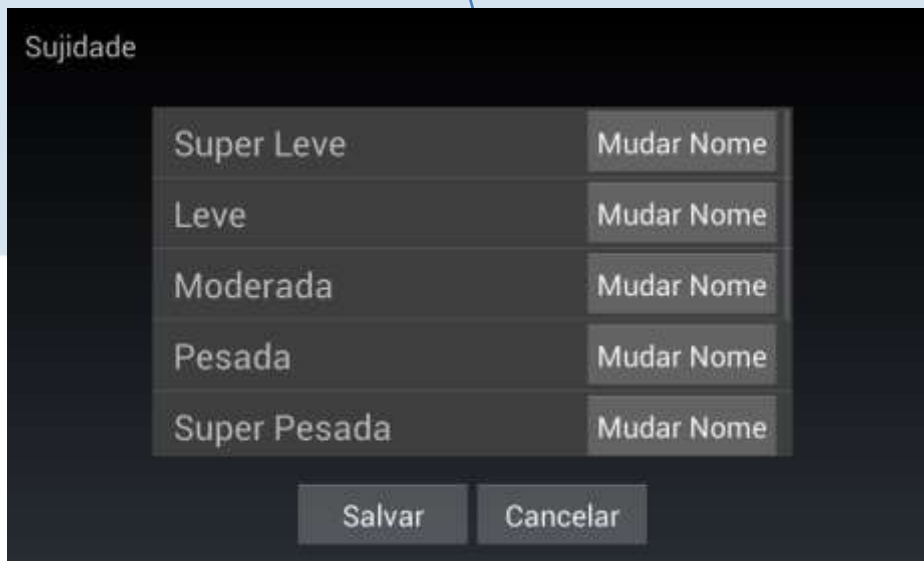 Sujidade
Super Leve Mudar Nome
Leve Mudar Nome
Moderada Mudar Nome
Pesada Mudar Nome
Super Pesada Mudar Nome
Salvar Cancelar